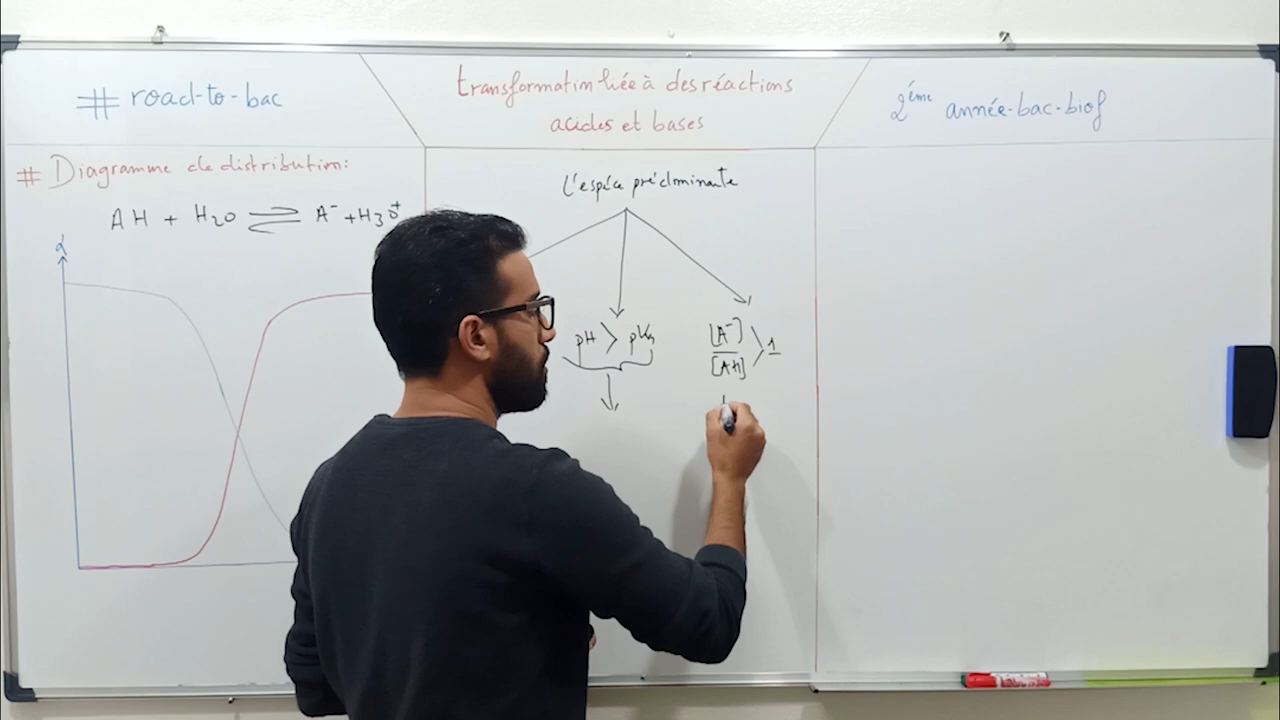 # road-to-bac
transformation liée à des réactions
acides et bases
2ème année-bac-biof
# Diagramme de distribution:
AH + H2O ⇌ A⁻ + H3O⁺
α
L'espéce prédominante
pH > pKA
[A⁻]
[AH]
> 1